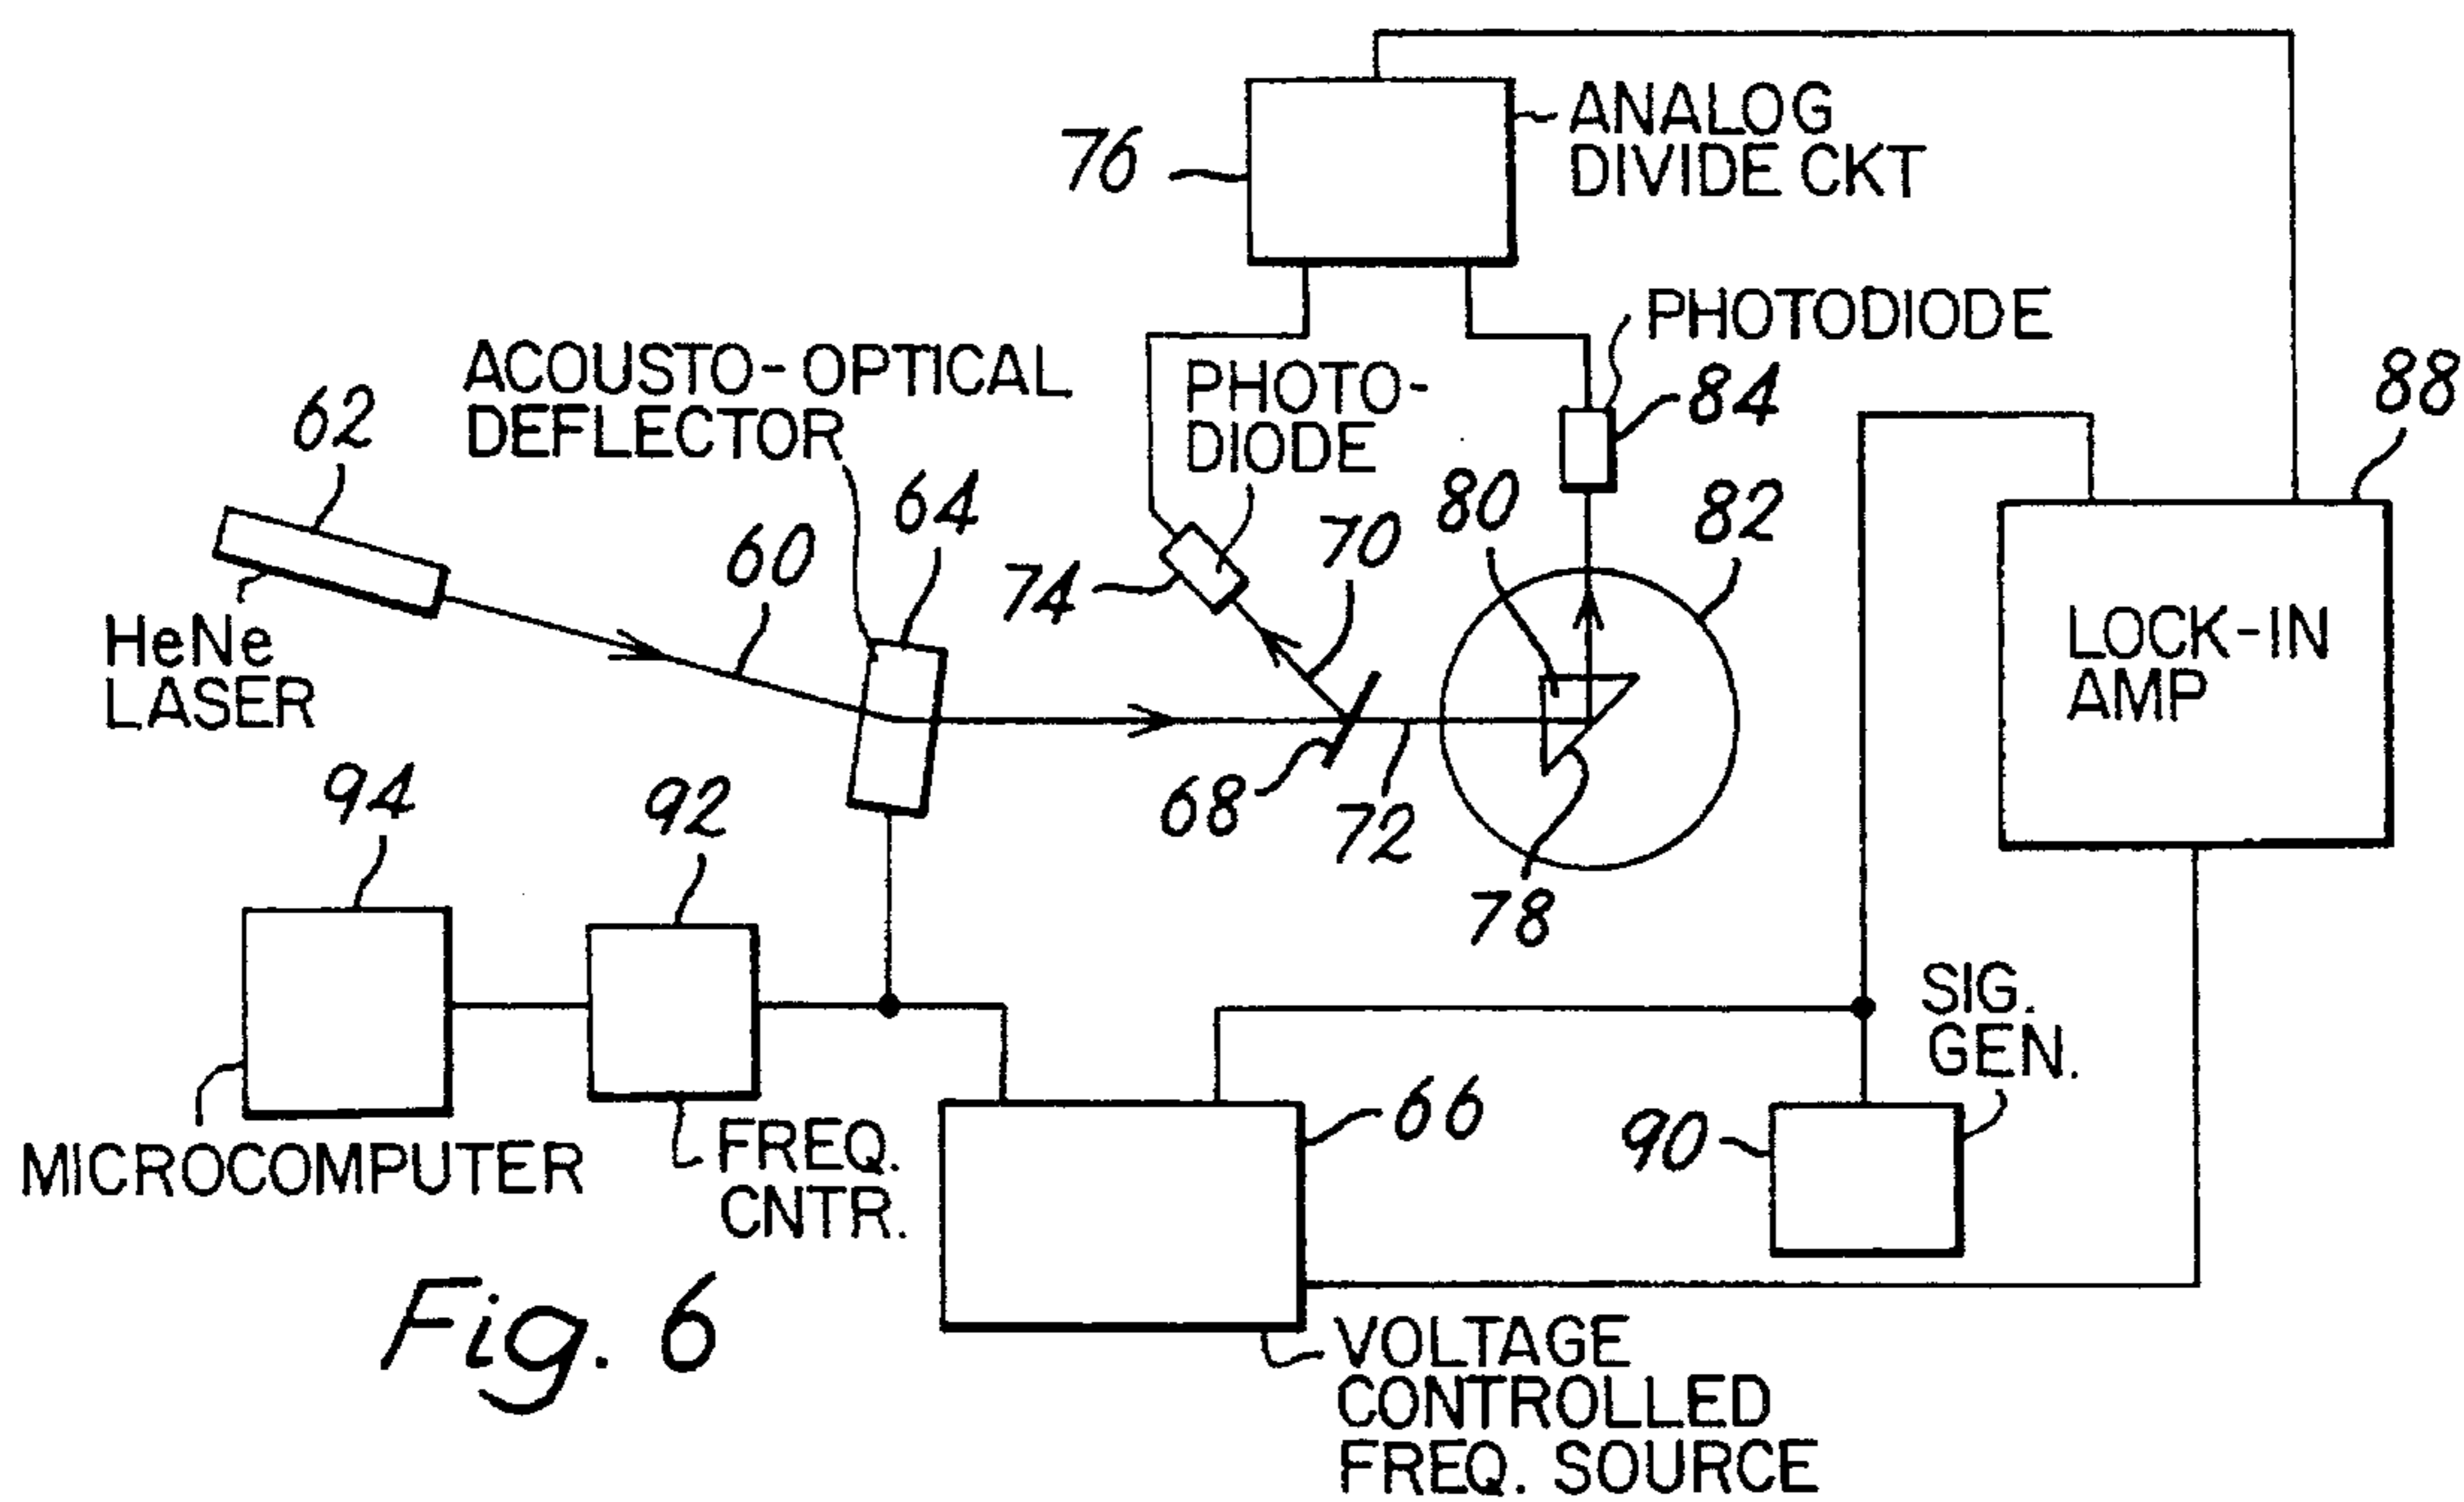 76
ANALOG
DIVIDE CKT
PHOTODIODE
84
88
ACOUSTO-OPTICAL
DEFLECTOR
PHOTO-
DIODE
62
64
60
74
70
80
82
HeNe
LASER
LOCK-IN
AMP
68
72
78
94
92
SIG.
GEN.
66
90
MICROCOMPUTER
FREQ.
CNTR.
VOLTAGE
CONTROLLED
FREQ. SOURCE
Fig. 6